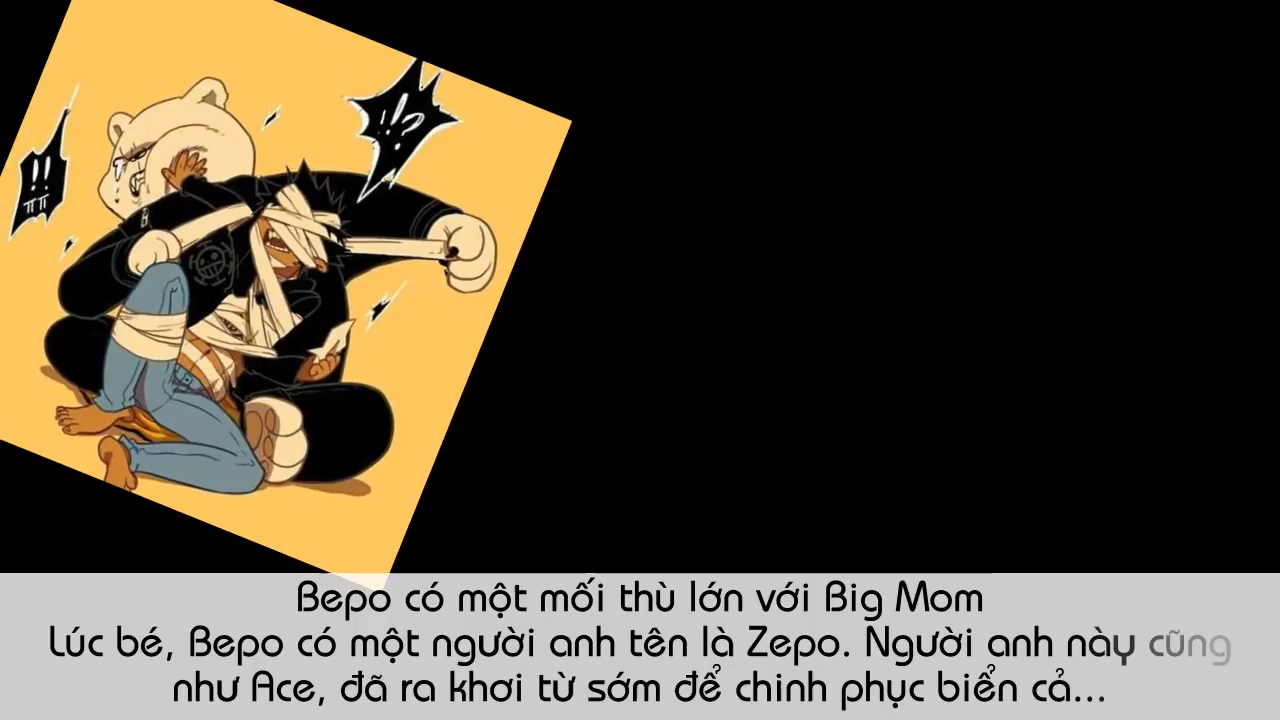 !!
ㅠㅠ
!!?
Bepo có một mối thù lớn với Big Mom
Lúc bé, Bepo có một người anh tên là Zepo. Người anh này cũng
như Ace, đã ra khơi từ sớm để chinh phục biển cả...